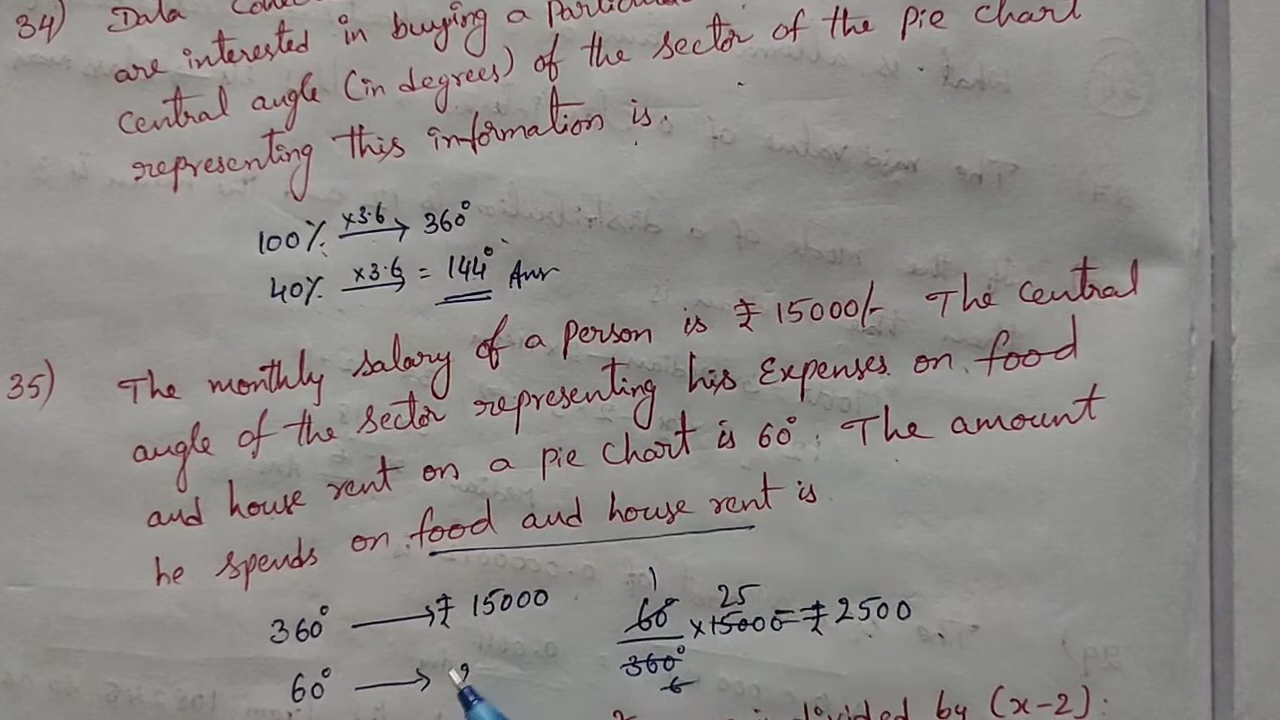 34) Data
are interested in buying a
central angle (in degrees) of the sector of the pie chart
representing this information is.
100% ×3.6 → 360°
40% ×3.6 → = 144° Ans
35) The monthly salary of a person is ₹ 15000/- The central
angle of the sector representing his Expenses on food
and house rent on a pie chart is 60°. The amount
he spends on food and house rent is
360° → ₹ 15000
60° → ?
60°/360° × 15000 = ₹ 2500
1 25
6
divided by (x-2):